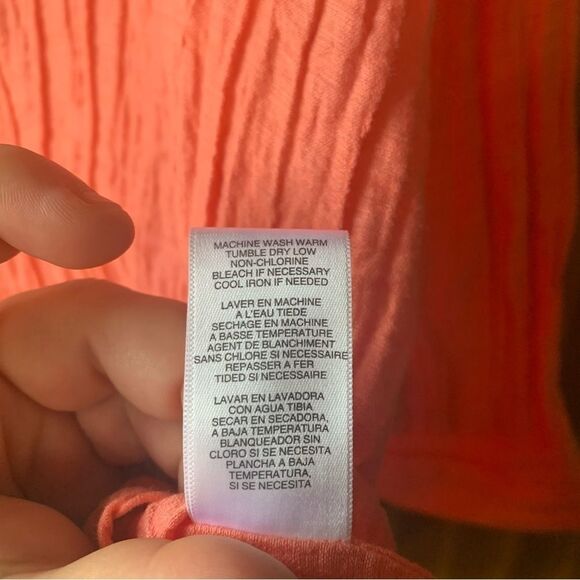 MACHINE WASH WARM
TUMBLE DRY LOW
NON-CHLORINE
BLEACH IF NECESSARY
COOL IRON IF NEEDED
LAVER EN MACHINE
A L'EAU TIEDE
SECHAGE EN MACHINE
A BASSE TEMPERATURE
AGENT DE BLANCHIMENT
SANS CHLORE SI NECESSAIRE
REPASSER A FER
TIDED SI NECESSAIRE
LAVAR EN LAVADORA
CON AGUA TIBIA
SECAR EN SECADORA,
A BAJA TEMPERATURA
BLANQUEADOR SIN
CLORO SI SE NECESITA
PLANCHA A BAJA
TEMPERATURA,
SI SE NECESITA